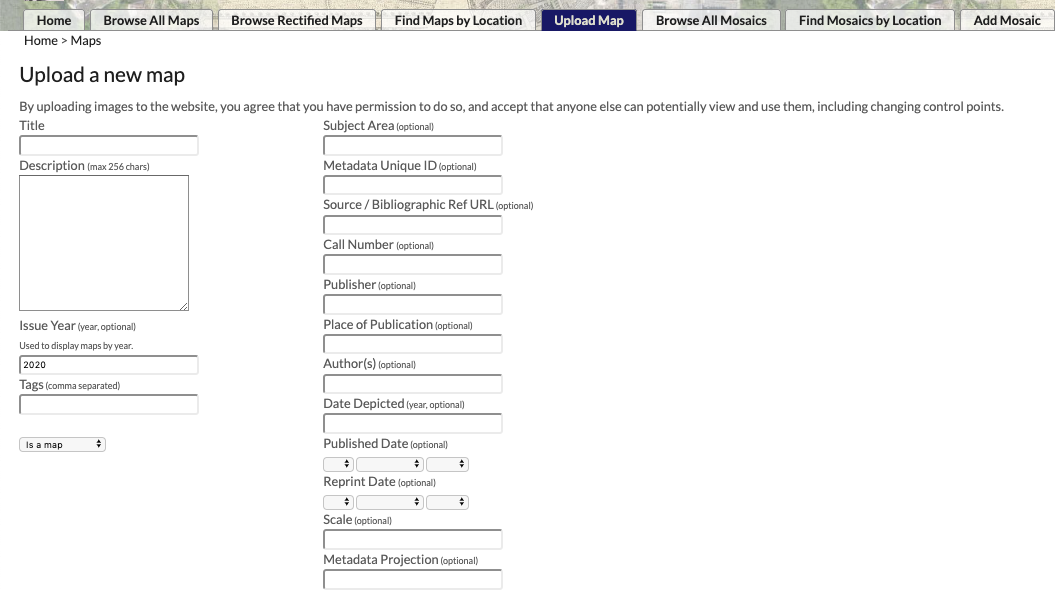 Home Browse All Maps Browse Rectified Maps Find Maps by Location Upload Map Browse All Mosaics Find Mosaics by Location Add Mosaic
Home > Maps
Upload a new map
By uploading images to the website, you agree that you have permission to do so, and accept that anyone else can potentially view and use them, including changing control points.
Title
Description (max 256 chars)
Issue Year (year, optional)
Used to display maps by year.
2020
Tags (comma separated)
Is a map
Subject Area (optional)
Metadata Unique ID (optional)
Source / Bibliographic Ref URL (optional)
Call Number (optional)
Publisher (optional)
Place of Publication (optional)
Author(s) (optional)
Date Depicted (year, optional)
Published Date (optional)
Reprint Date (optional)
Scale (optional)
Metadata Projection (optional)